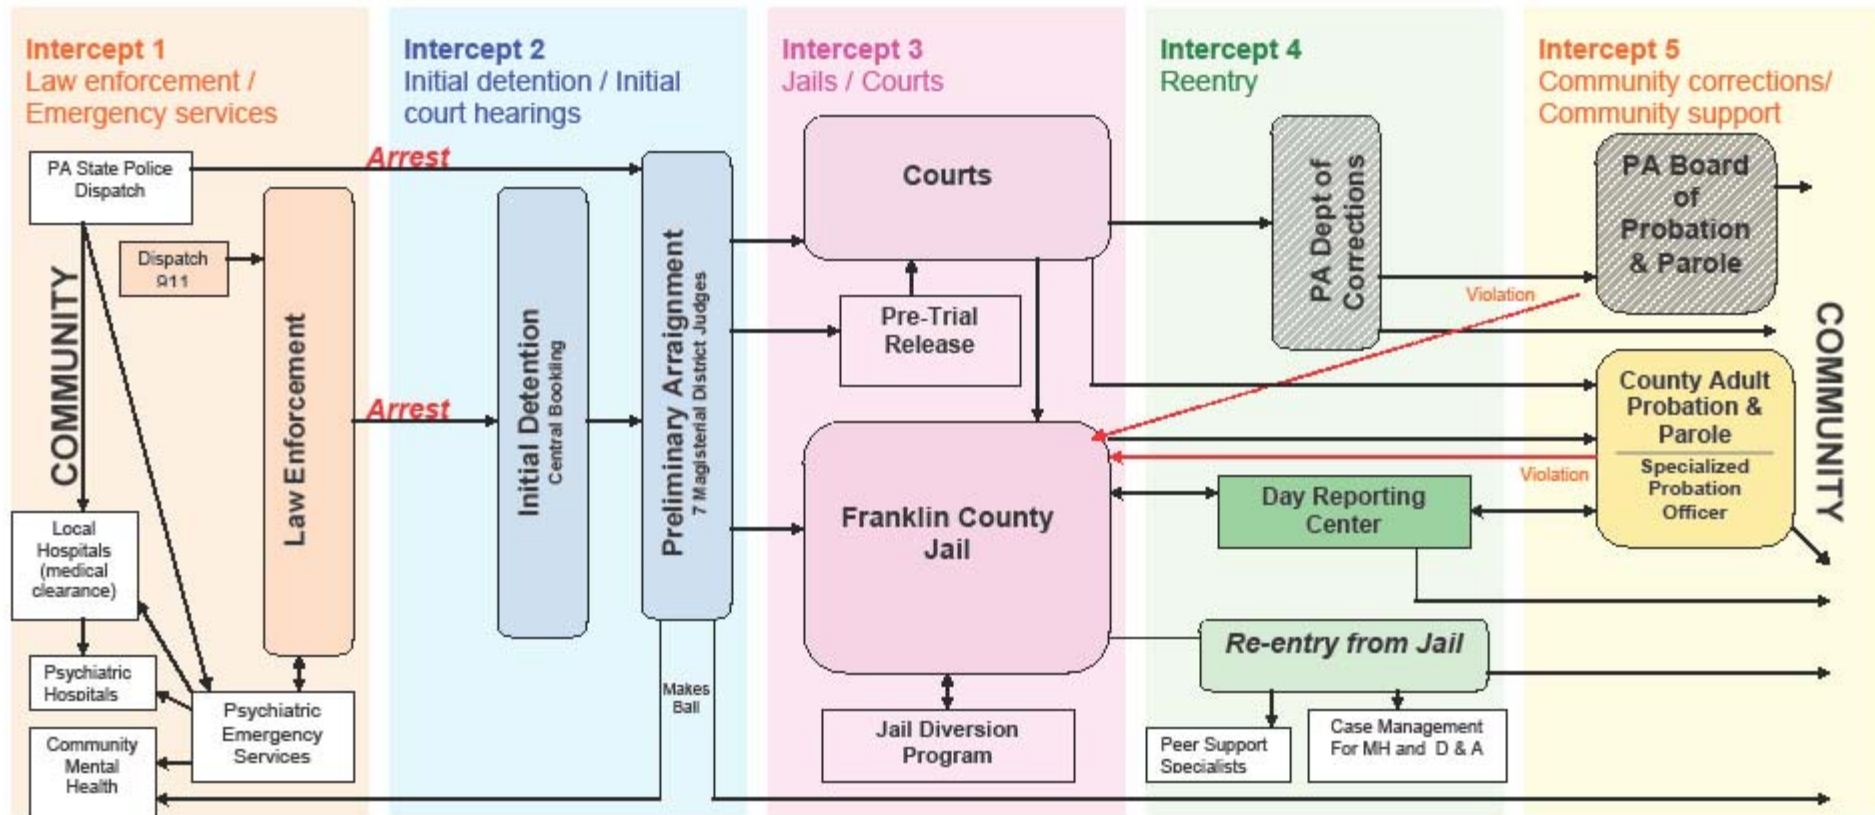 Intercept 1
Law enforcement /
Emergency services
Intercept 2
Initial detention / Initial
court hearings
Intercept 3
Jails / Courts
Intercept 4
Reentry
Intercept 5
Community corrections/
Community support
PA State Police
Dispatch
Arrest
Dispatch
911
COMMUNITY
Law Enforcement
Arrest
Local
Hospitals
(medical
clearance)
Psychiatric
Hospitals
Community
Mental
Health
Psychiatric
Emergency
Services
Initial Detention
Central Booking
Preliminary Arraignment
7 Magisterial District Judges
Makes
Bail
Courts
Pre-Trial
Release
Franklin County
Jail
Jail Diversion
Program
PA Dept of
Corrections
Violation
Violation
Day Reporting
Center
Re-entry from Jail
Peer Support
Specialists
Case Management
For MH and D & A
PA Board
of
Probation
& Parole
County Adult
Probation &
Parole
Specialized
Probation
Officer
COMMUNITY